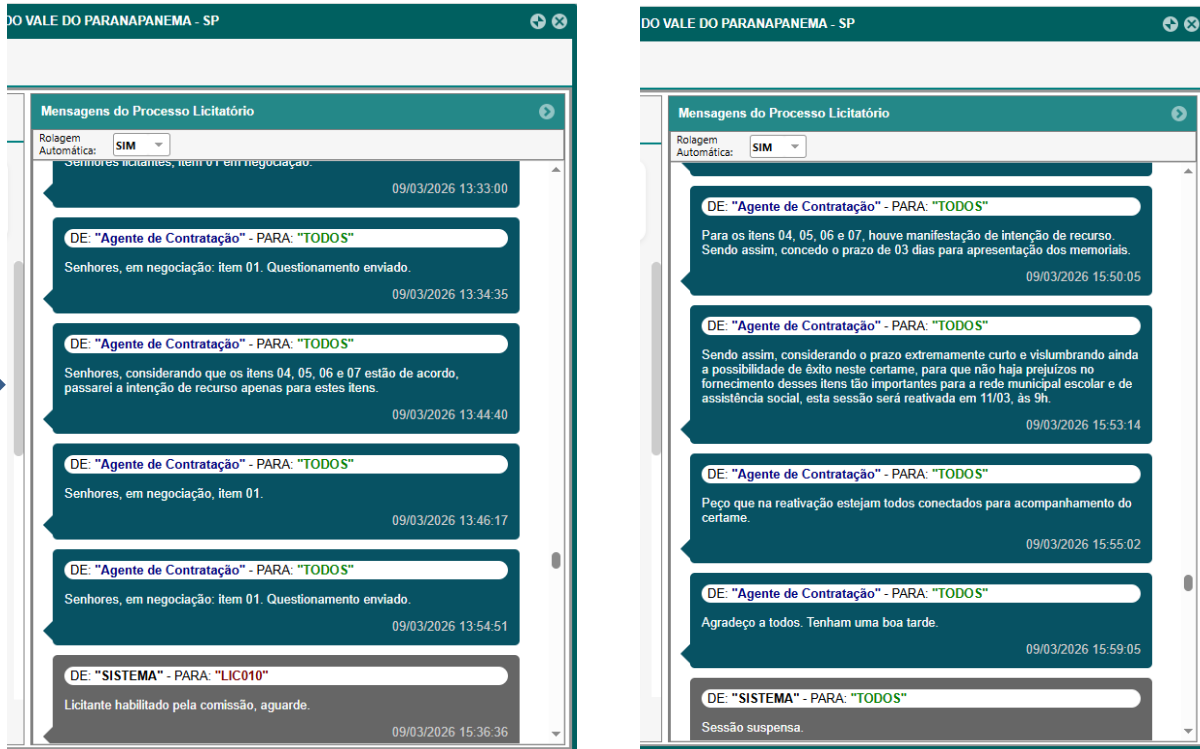 DO VALE DO PARANAPANEMA - SP
Mensagens do Processo Licitatório
Rolagem
Automática:
SIM
Senhores licitantes, item 01 em negociação.
09/03/2026 13:33:00
DE: "Agente de Contratação" - PARA: "TODOS"
Senhores, em negociação: item 01. Questionamento enviado.
09/03/2026 13:34:35
DE: "Agente de Contratação" - PARA: "TODOS"
Senhores, considerando que os itens 04, 05, 06 e 07 estão de acordo,
passarei a intenção de recurso apenas para estes itens.
09/03/2026 13:44:40
DE: "Agente de Contratação" - PARA: "TODOS"
Senhores, em negociação, item 01.
09/03/2026 13:46:17
DE: "Agente de Contratação" - PARA: "TODOS"
Senhores, em negociação: item 01. Questionamento enviado.
09/03/2026 13:54:51
DE: "SISTEMA" - PARA: "LIC010"
Licitante habilitado pela comissão, aguarde.
09/03/2026 15:36:36
DO VALE DO PARANAPANEMA - SP
Mensagens do Processo Licitatório
Rolagem
Automática:
SIM
DE: "Agente de Contratação" - PARA: "TODOS"
Para os itens 04, 05, 06 e 07, houve manifestação de intenção de recurso.
Sendo assim, concedo o prazo de 03 dias para apresentação dos memoriais.
09/03/2026 15:50:05
DE: "Agente de Contratação" - PARA: "TODOS"
Sendo assim, considerando o prazo extremamente curto e vislumbrando ainda
a possibilidade de êxito neste certame, para que não haja prejuízos no
fornecimento desses itens tão importantes para a rede municipal escolar e de
assistência social, esta sessão será reativada em 11/03, às 9h.
09/03/2026 15:53:14
DE: "Agente de Contratação" - PARA: "TODOS"
Peço que na reativação estejam todos conectados para acompanhamento do
certame.
09/03/2026 15:55:02
DE: "Agente de Contratação" - PARA: "TODOS"
Agradeço a todos. Tenham uma boa tarde.
09/03/2026 15:59:05
DE: "SISTEMA" - PARA: "TODOS"
Sessão suspensa.